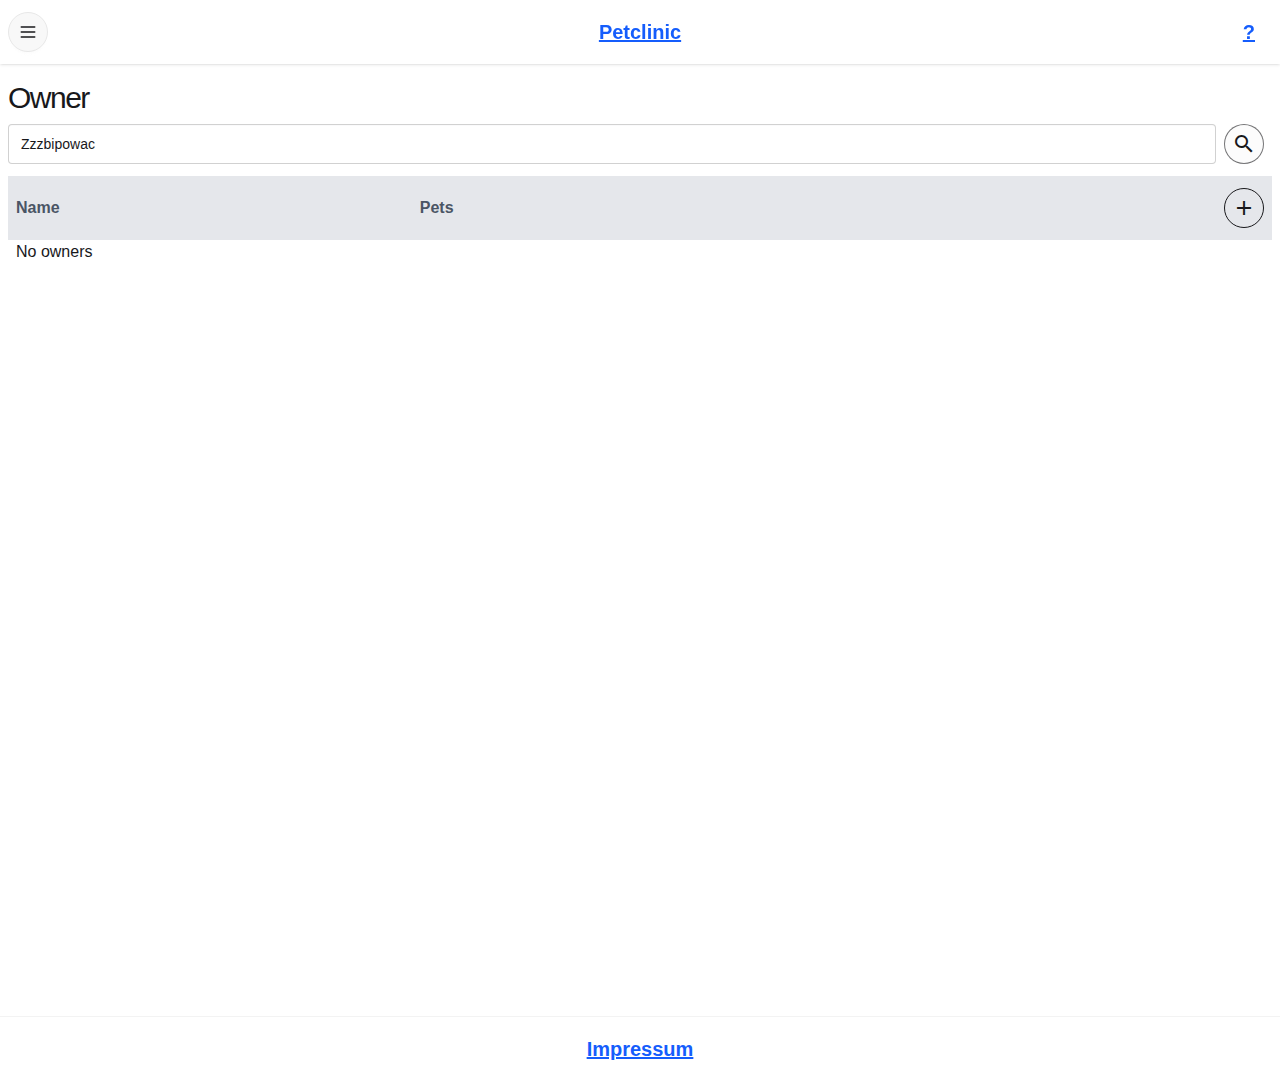 Petclinic
?
Owner
Zzzbipowac
Name Pets
No owners
Impressum